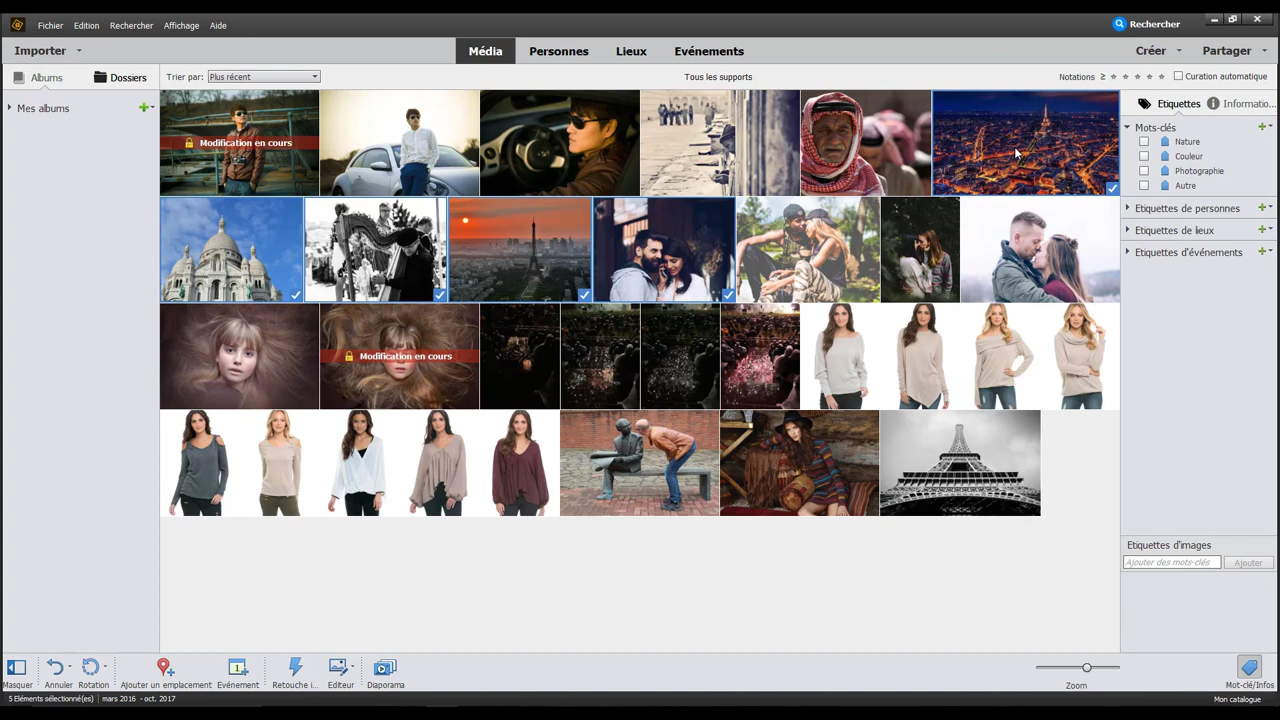 Fichier Edition Rechercher Affichage Aide Rechercher
Importer Média Personnes Lieux Evénements Créer Partager
Albums Dossiers Trier par: Plus récent Tous les supports Notations ≥ Curation automatique
Mes albums
Etiquettes Informatio...
Mots-clés
Nature
Couleur
Photographie
Autre
Etiquettes de personnes
Etiquettes de lieux
Etiquettes d'événements
Modification en cours
Modification en cours
Etiquettes d'images
Ajouter des mots-clés Ajouter
1
Masquer Annuler Rotation Ajouter un emplacement Evénement Retouche i... Editeur Diaporama Zoom Mot-clé/Infos
5 Eléments sélectionné(es) mars 2016 - oct. 2017 Mon catalogue